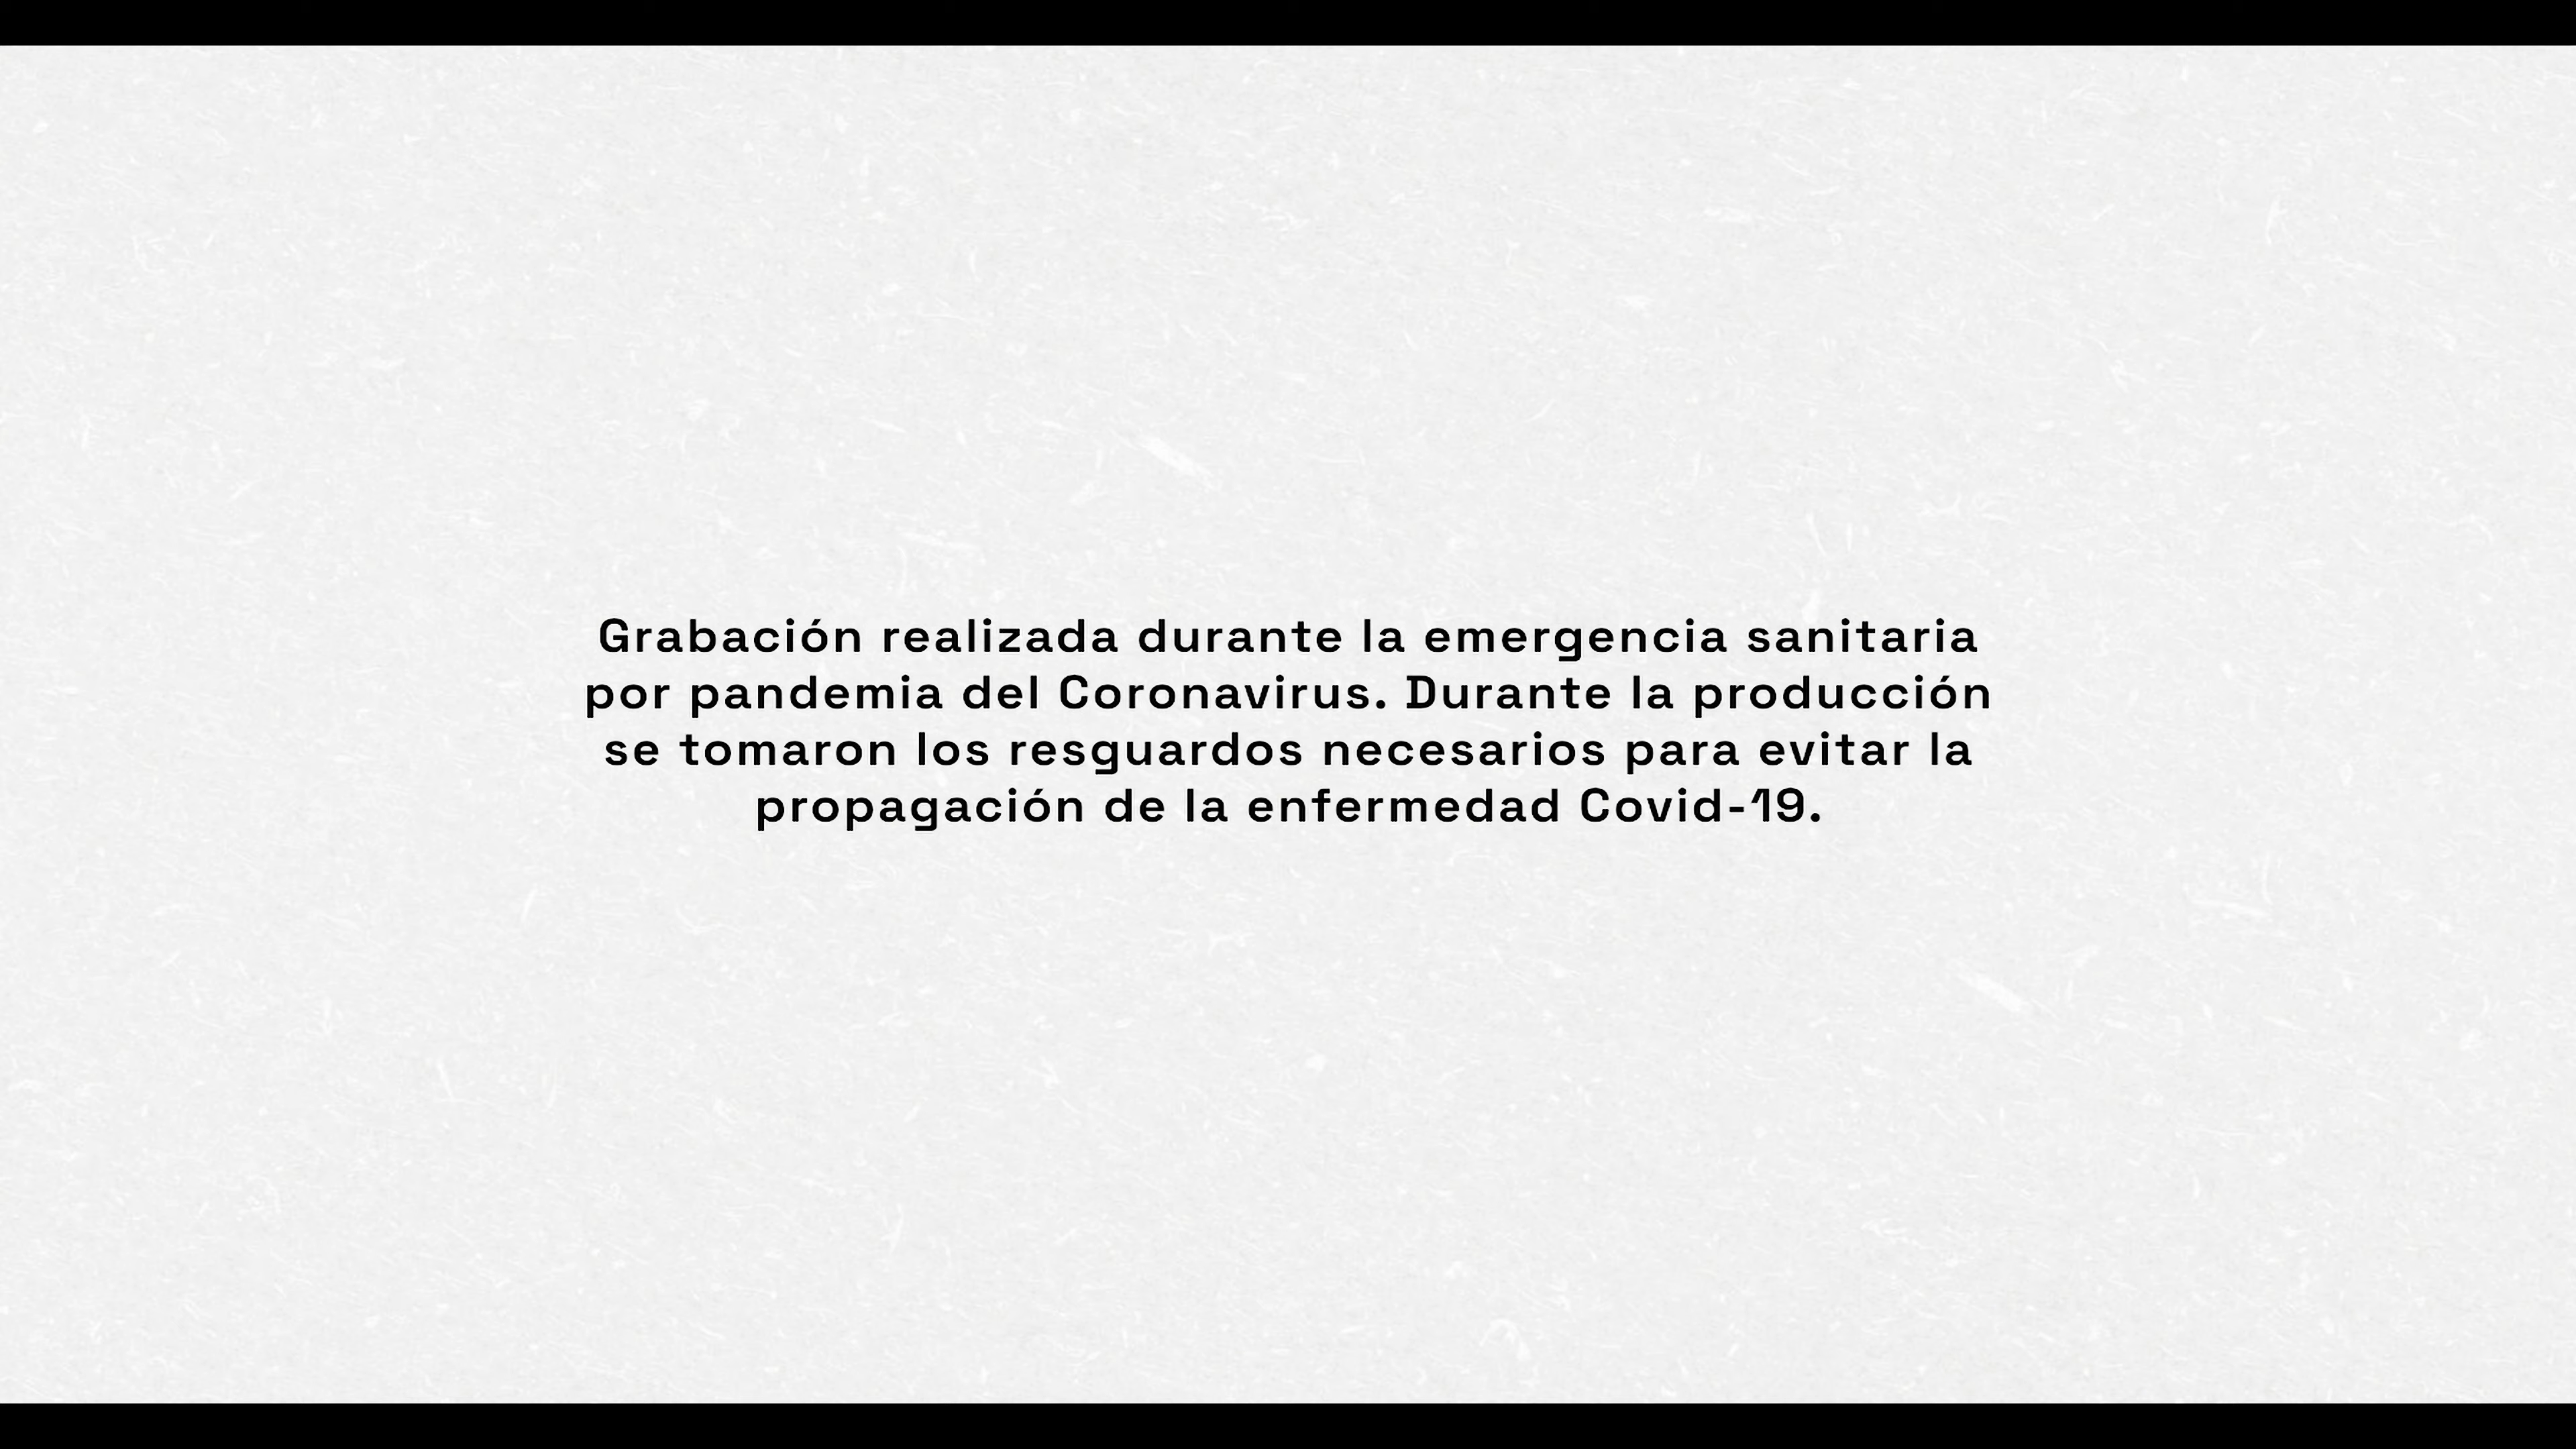 Grabación realizada durante la emergencia sanitaria
por pandemia del Coronavirus. Durante la producción
se tomaron los resguardos necesarios para evitar la
propagación de la enfermedad Covid-19.